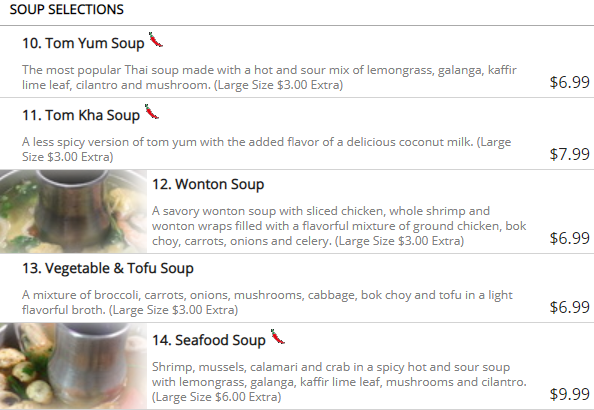 SOUP SELECTIONS
10. Tom Yum Soup
The most popular Thai soup made with a hot and sour mix of lemongrass, galanga, kaffir
lime leaf, cilantro and mushroom. (Large Size $3.00 Extra)
$6.99
11. Tom Kha Soup
A less spicy version of tom yum with the added flavor of a delicious coconut milk. (Large
Size $3.00 Extra)
$7.99
12. Wonton Soup
A savory wonton soup with sliced chicken, whole shrimp and
wonton wraps filled with a flavorful mixture of ground chicken, bok
choy, carrots, onions and celery. (Large Size $3.00 Extra)
$6.99
13. Vegetable & Tofu Soup
A mixture of broccoli, carrots, onions, mushrooms, cabbage, bok choy and tofu in a light
flavorful broth. (Large Size $3.00 Extra)
$6.99
14. Seafood Soup
Shrimp, mussels, calamari and crab in a spicy hot and sour soup
with lemongrass, galanga, kaffir lime leaf, mushrooms and cilantro.
(Large Size $6.00 Extra)
$9.99